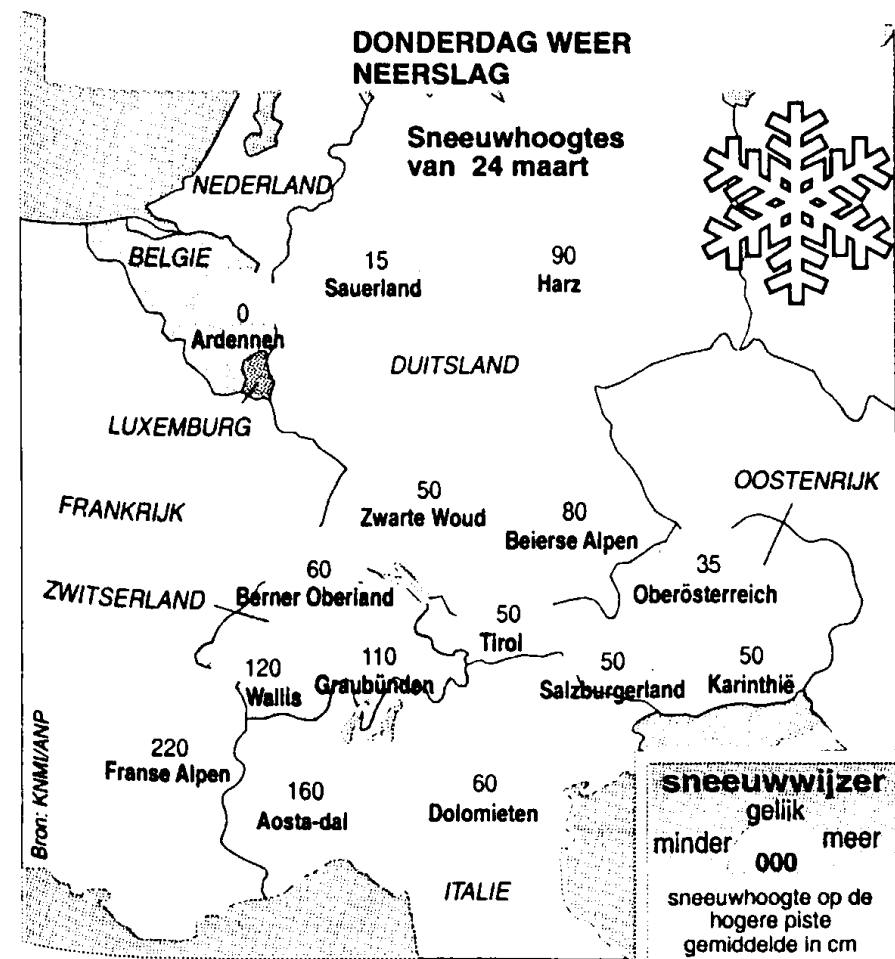 DONDERDAG WEER
NEERSLAG
Sneeuwhoogtes
van 24 maart
NEDERLAND
BELGIE
15
Sauerland
90
Harz
0
Ardennen
DUITSLAND
LUXEMBURG
OOSTENRIJK
FRANKRIJK
50
Zwarte Woud
80
Beierse Alpen
35
Oberösterreich
ZWITSERLAND
60
Berner Oberland
50
Tirol
120
Wallis
110
Graubünden
50
Salzburgerland
50
Karinthië
220
Franse Alpen
160
Aosta-dal
60
Dolomieten
ITALIE
Bron: KNMI/ANP
sneeuwwijzer
gelijk
minder meer
000
sneeuwhoogte op de
hogere piste
gemiddelde in cm